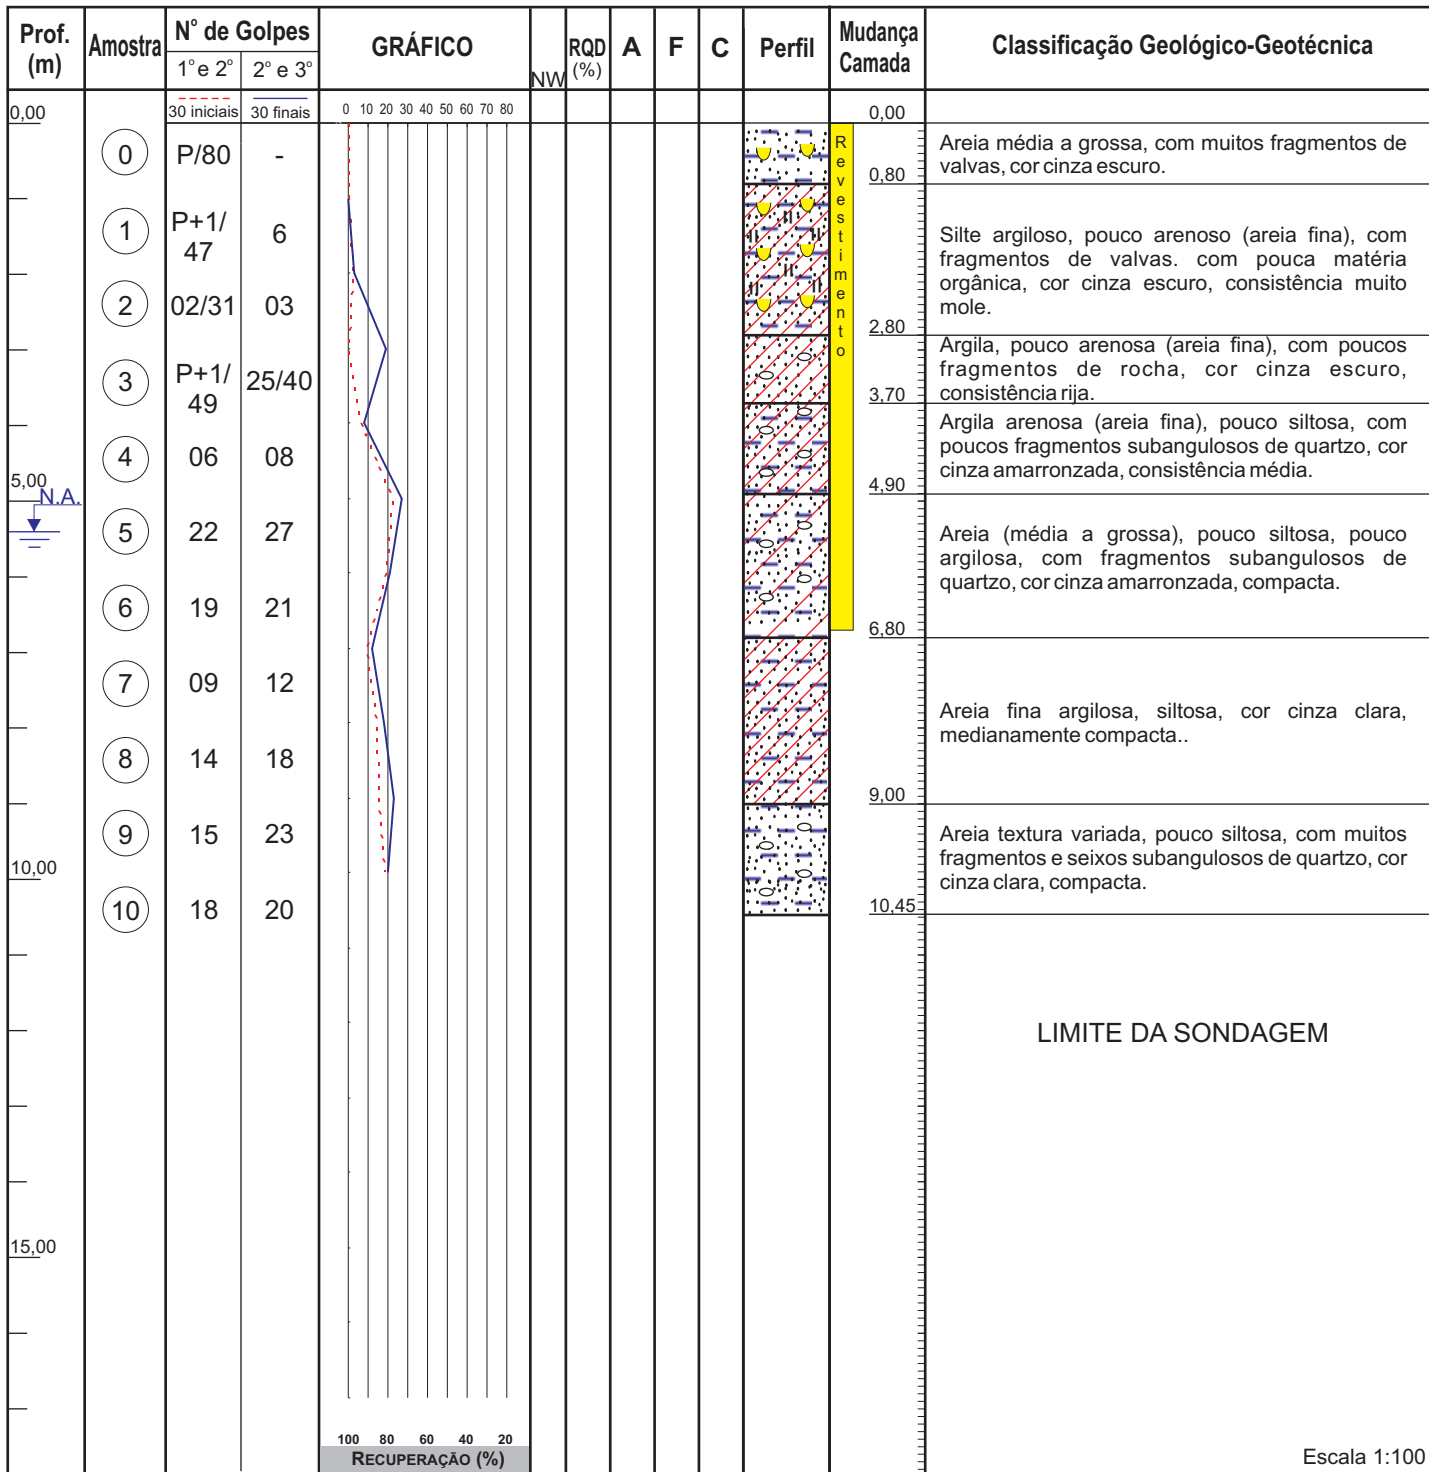 Prof. (m)
Amostra
N° de Golpes
1° e 2°
2° e 3°
GRÁFICO
NW
RQD (%)
A
F
C
Perfil
Mudança Camada
Classificação Geológico-Geotécnica
30 iniciais
30 finais
0 10 20 30 40 50 60 70 80
0,00
0,00
0 P/80 -
Areia média a grossa, com muitos fragmentos de
valvas, cor cinza escuro.
0,80
Revestimento
1 P+1/47 6
Silte argiloso, pouco arenoso (areia fina), com
fragmentos de valvas. com pouca matéria
orgânica, cor cinza escuro, consistência muito
mole.
2 02/31 03
2,80
Argila, pouco arenosa (areia fina), com poucos
fragmentos de rocha, cor cinza escuro,
consistência rija.
3 P+1/49 25/40
3,70
Argila arenosa (areia fina), pouco siltosa, com
poucos fragmentos subangulosos de quartzo, cor
cinza amarronzada, consistência média.
4 06 08
5,00
N.A.
4,90
5 22 27
Areia (média a grossa), pouco siltosa, pouco
argilosa, com fragmentos subangulosos de
quartzo, cor cinza amarronzada, compacta.
6 19 21
6,80
7 09 12
Areia fina argilosa, siltosa, cor cinza clara,
medianamente compacta..
8 14 18
9,00
9 15 23
Areia textura variada, pouco siltosa, com muitos
fragmentos e seixos subangulosos de quartzo, cor
cinza clara, compacta.
10,00
10 18 20
10,45
LIMITE DA SONDAGEM
15,00
100 80 60 40 20
RECUPERAÇÃO (%)
Escala 1:100